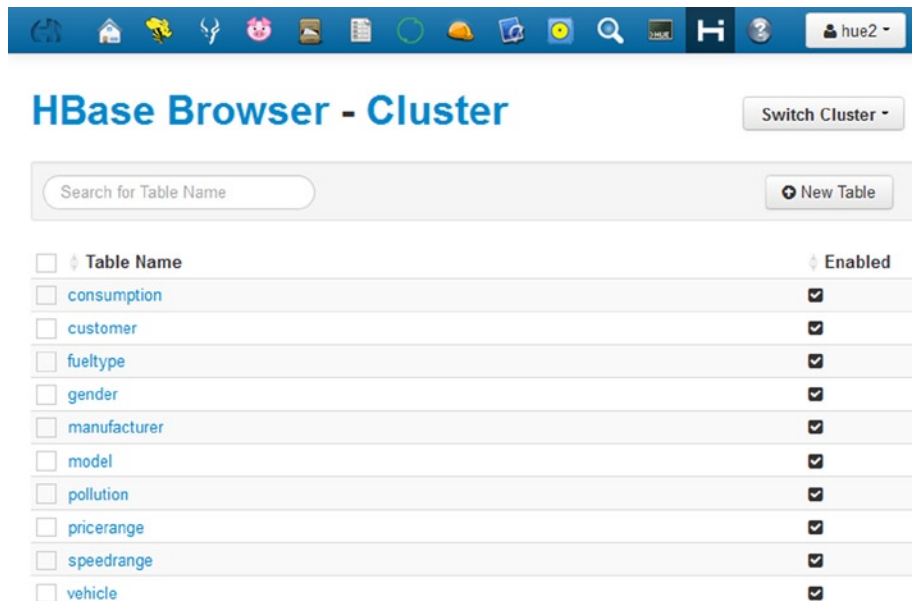 hue2
HBase Browser - Cluster
Switch Cluster
Search for Table Name
New Table
Table Name Enabled
consumption
customer
fueltype
gender
manufacturer
model
pollution
pricerange
speedrange
vehicle